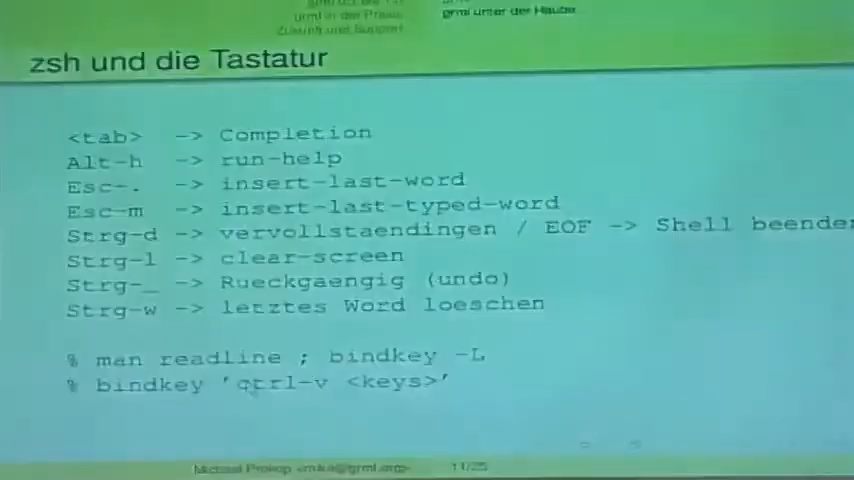 grml in der Praxis
Zukunft und Support
grml unter der Haube
zsh und die Tastatur
<tab> -> Completion
Alt-h -> run-help
Esc-. -> insert-last-word
Esc-m -> insert-last-typed-word
Strg-d -> vervollstaendingen / EOF -> Shell beende
Strg-l -> clear-screen
Strg-_ -> Rueckgaengig (undo)
Strg-w -> letztes Word loeschen
% man readline ; bindkey -L
% bindkey 'ctrl-v <keys>'
Michael Prokop <mika@grml.org> 11/25